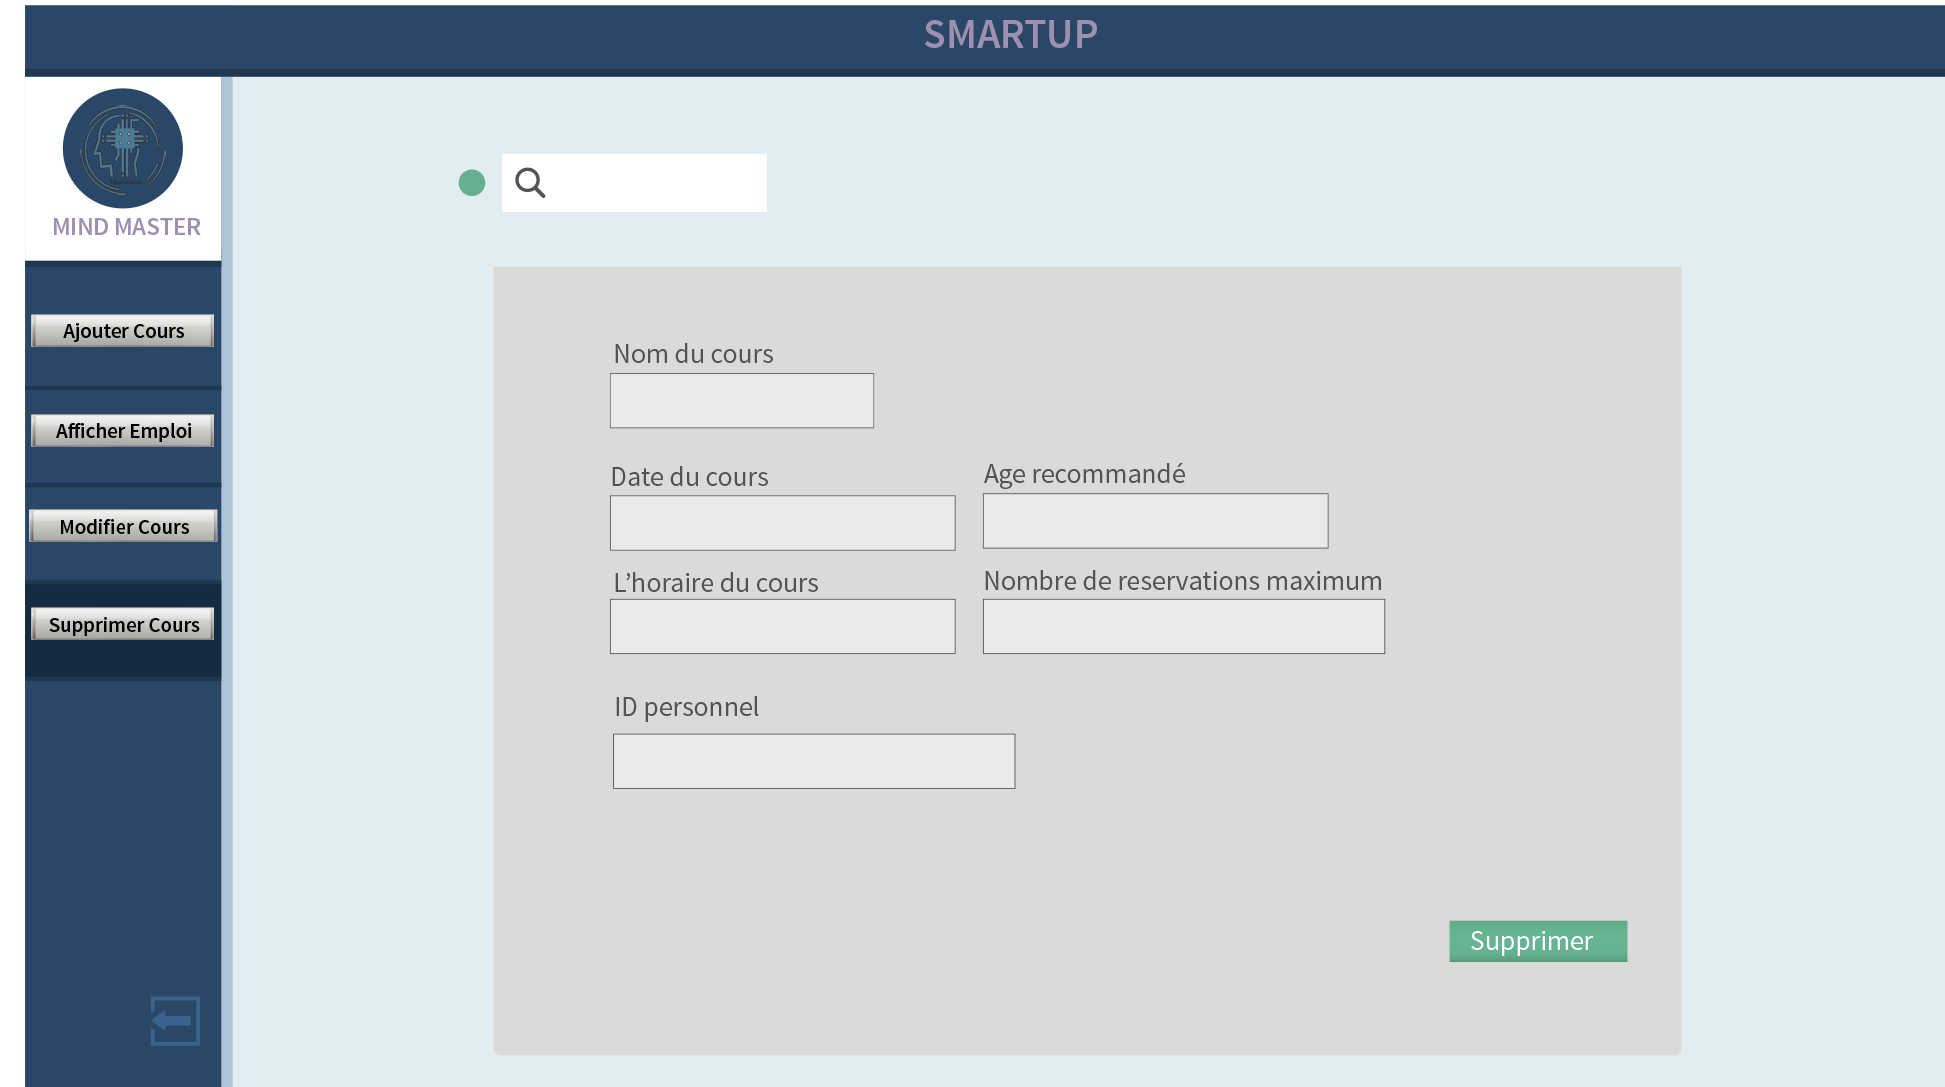 SMARTUP
MIND MASTER
Ajouter Cours
Afficher Emploi
Modifier Cours
Supprimer Cours
Nom du cours
Date du cours
Age recommandé
L’horaire du cours
Nombre de reservations maximum
ID personnel
Supprimer